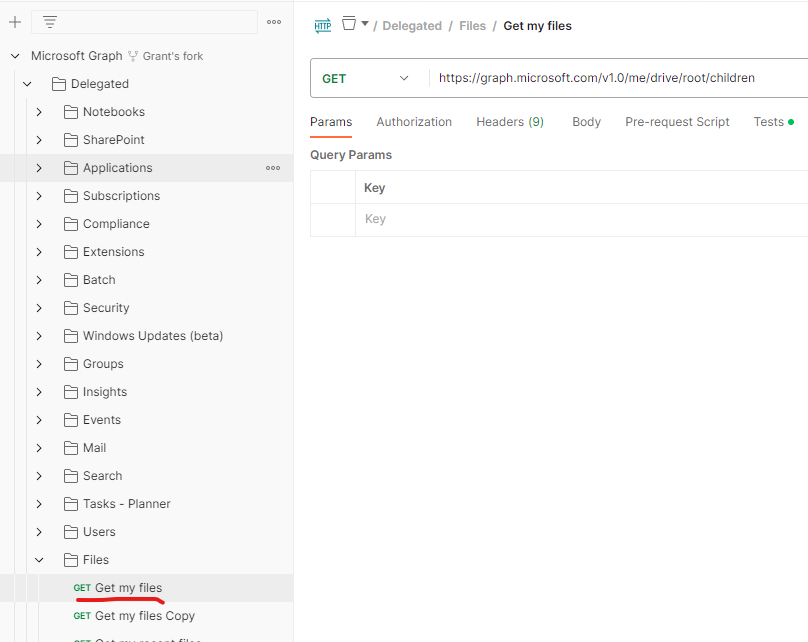 Microsoft Graph Grant's fork
Delegated
Notebooks
SharePoint
Applications
Subscriptions
Compliance
Extensions
Batch
Security
Windows Updates (beta)
Groups
Insights
Events
Mail
Search
Tasks - Planner
Users
Files
GET Get my files
GET Get my files Copy
GET Get my recent files
HTTP / Delegated / Files / Get my files
GET https://graph.microsoft.com/v1.0/me/drive/root/children
Params Authorization Headers (9) Body Pre-request Script Tests
Query Params
Key
Key